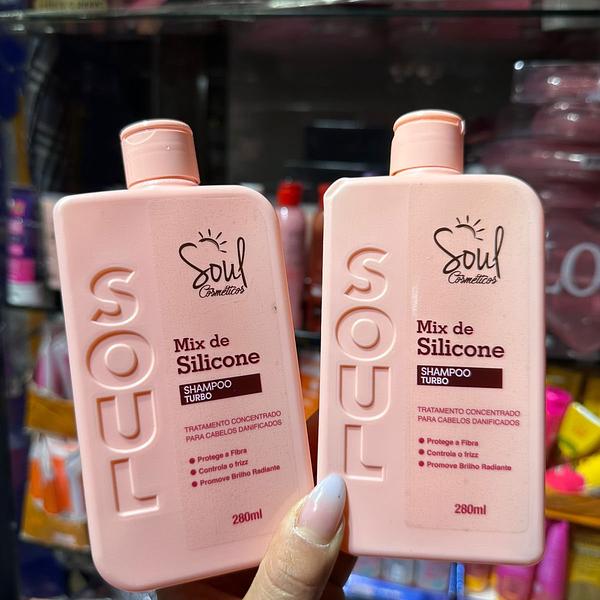 SOUL
Soul
Cosméticos
Mix de
Silicone
SHAMPOO
TURBO
TRATAMENTO CONCENTRADO
PARA CABELOS DANIFICADOS
Protege a Fibra
Controla o frizz
Promove Brilho Radiante
280ml
SOUL
Soul
Cosméticos
Mix de
Silicone
SHAMPOO
TURBO
TRATAMENTO CONCENTRADO
PARA CABELOS DANIFICADOS
Protege a Fibra
Controla o frizz
Promove Brilho Radiante
280ml